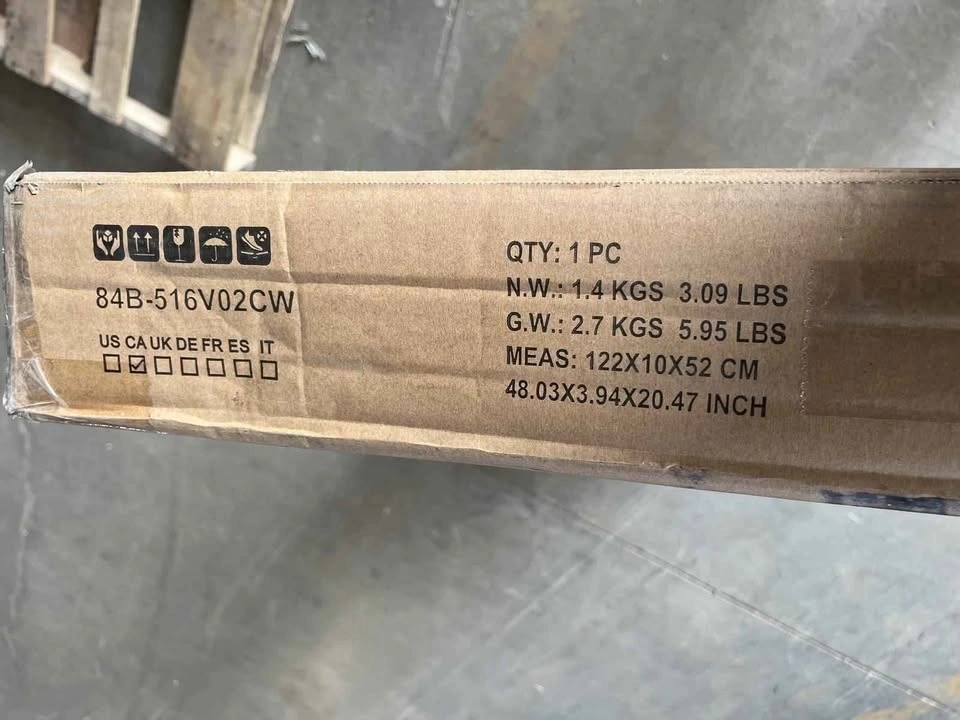 84B-516V02CW
US CA UK DE FR ES IT
QTY: 1 PC
N.W.: 1.4 KGS 3.09 LBS
G.W.: 2.7 KGS 5.95 LBS
MEAS: 122X10X52 CM
48.03X3.94X20.47 INCH